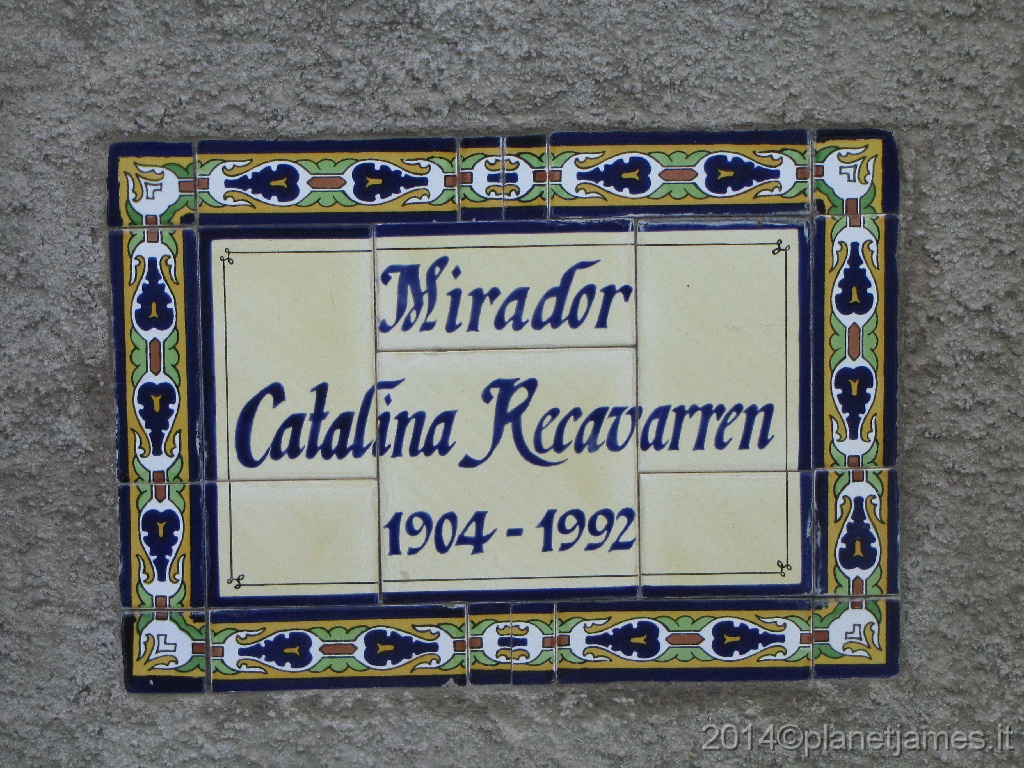 Mirador
Catalina Recavarren
1904 - 1992
2014©planetjames.it